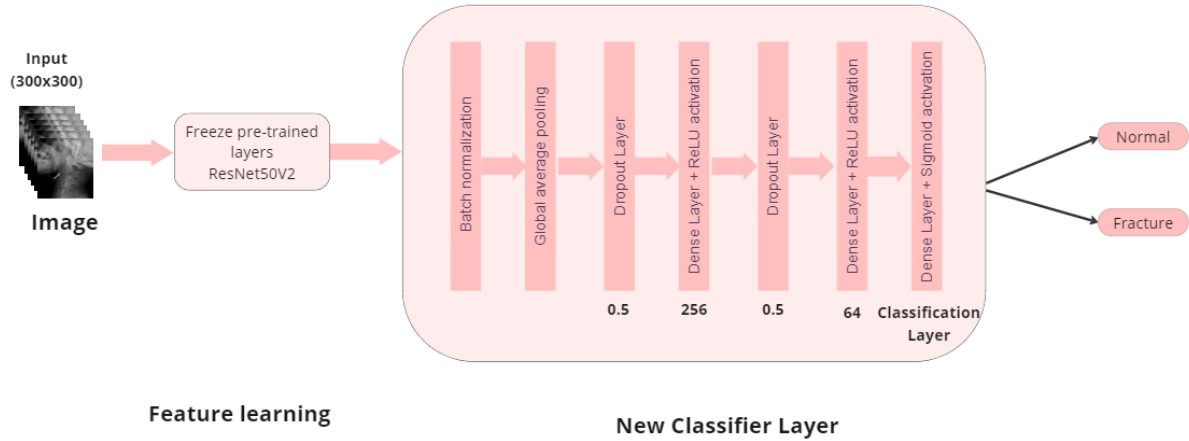 Input
(300x300)
Image
Freeze pre-trained
layers
ResNet50V2
Batch normalization
Global average pooling
Dropout Layer
Dense Layer + ReLU activation
Dropout Layer
Dense Layer + ReLU activation
Dense Layer + Sigmoid activation
0.5
256
0.5
64
Classification
Layer
Normal
Fracture
Feature learning
New Classifier Layer